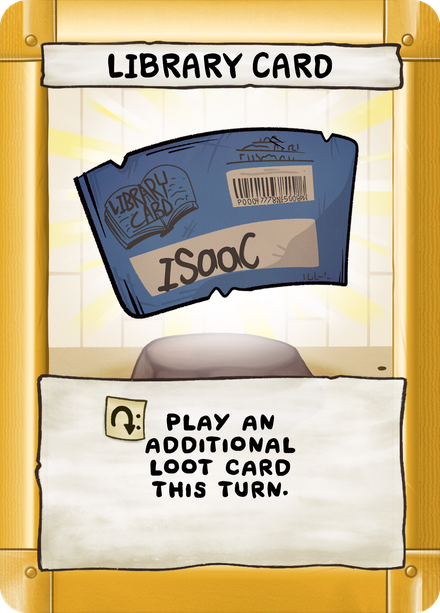 LIBRARY CARD
LIBRARY
CARD
ISAAC
PLAY AN
ADDITIONAL
LOOT CARD
THIS TURN.